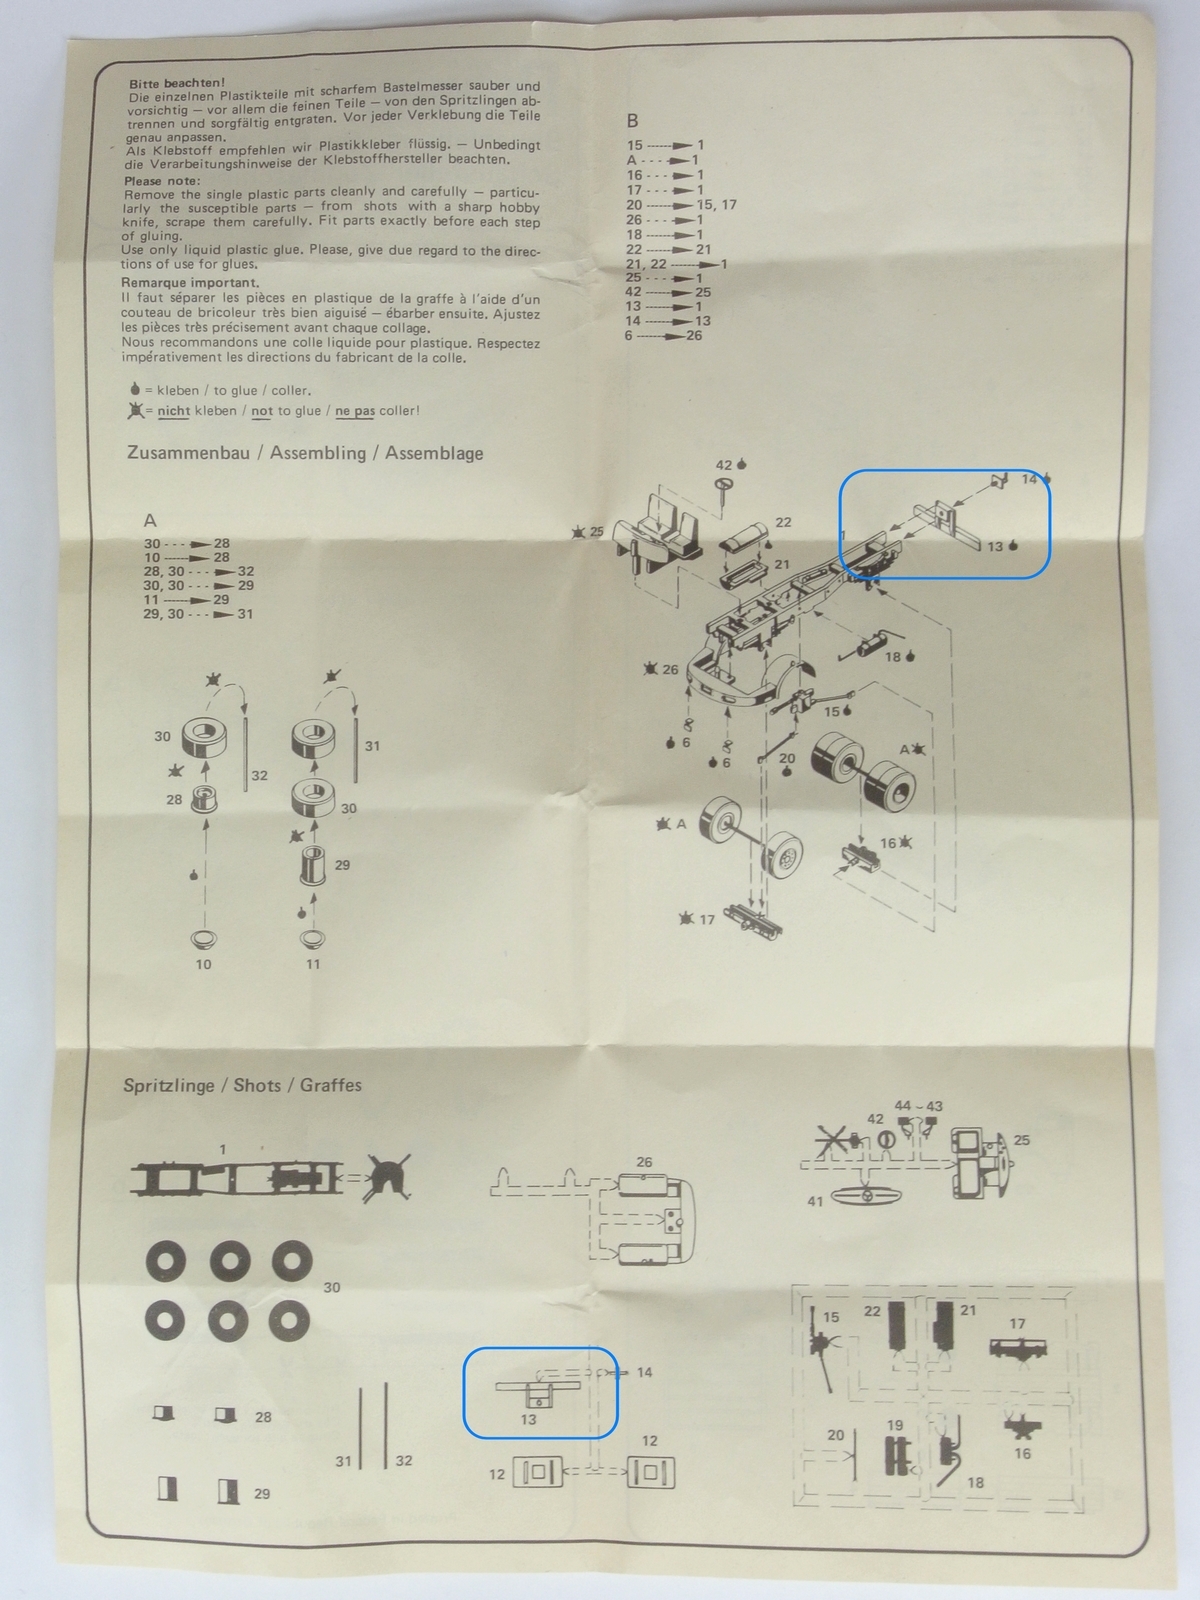 Bitte beachten!
Die einzelnen Plastikteile mit scharfem Bastelmesser sauber und
vorsichtig — vor allem die feinen Teile — von den Spritzlingen ab-
trennen und sorgfältig entgraten. Vor jeder Verklebung die Teile
genau anpassen.
Als Klebstoff empfehlen wir Plastikkleber flüssig. — Unbedingt
die Verarbeitungshinweise der Klebstoffhersteller beachten.
Please note:
Remove the single plastic parts cleanly and carefully — particu-
larly the susceptible parts — from shots with a sharp hobby
knife, scrape them carefully. Fit parts exactly before each step
of gluing.
Use only liquid plastic glue. Please, give due regard to the direc-
tions of use for glues.
Remarque important.
Il faut séparer les pièces en plastique de la graffe à l'aide d'un
couteau de bricoleur très bien aiguisé — ébarber ensuite. Ajustez
les pièces très précisement avant chaque collage.
Nous recommandons une colle liquide pour plastique. Respectez
impérativement les directions du fabricant de la colle.
= kleben / to glue / coller.
= nicht kleben / not to glue / ne pas coller!
Zusammenbau / Assembling / Assemblage
A
30 - - - → 28
10 ----→ 28
28, 30 - - - → 32
30, 30 - - - → 29
11 ----→ 29
29, 30 - - - → 31
30
31
32
28
30
29
10
11
B
15 ----→ 1
A - - - → 1
16 - - - → 1
17 - - - → 1
20 ----→ 15, 17
26 - - - → 1
18 ----→ 1
22 ----→ 21
21, 22 ----→ 1
25 - - - → 1
42 ----→ 25
13 ----→ 1
14 ----→ 13
6 ----→ 26
42
14
25
22
1
13
21
18
26
15
6
6
20
A
A
16
17
Spritzlinge / Shots / Graffes
1
26
42
44 – 43
25
41
30
15
22
21
17
14
13
28
31
32
12
12
20
19
18
16
29